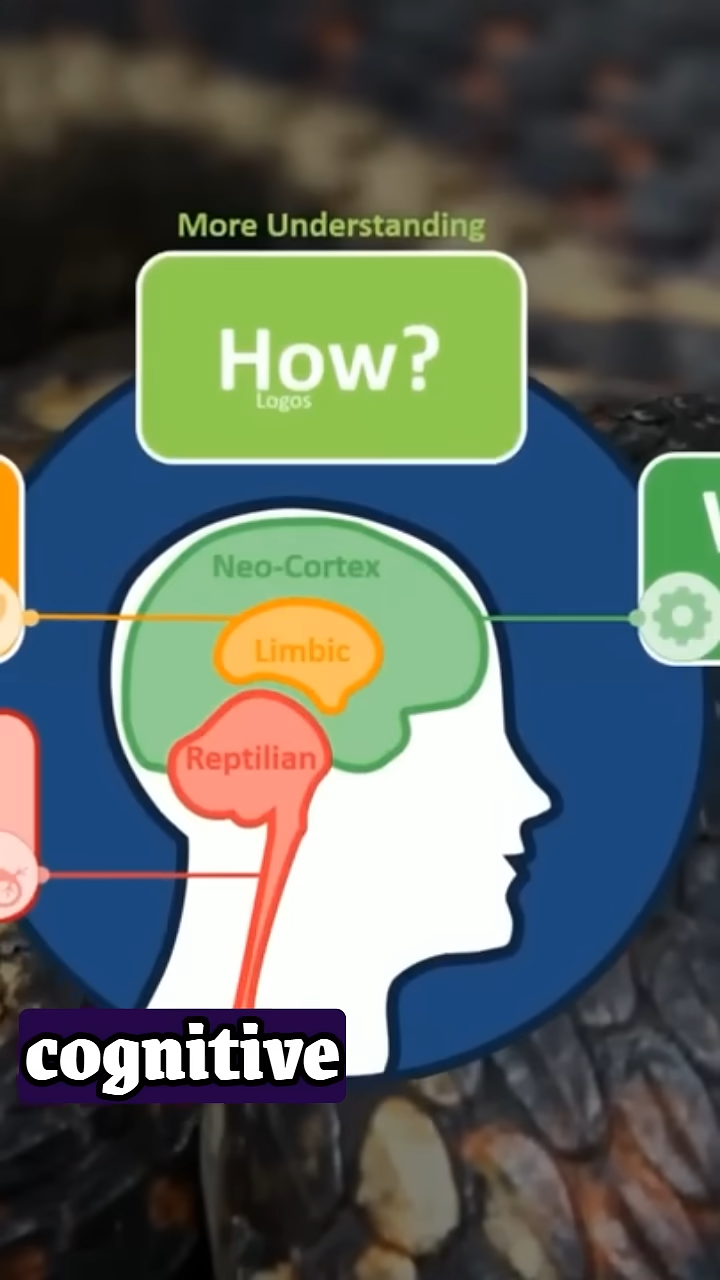 More Understanding
How?
Logos
Neo-Cortex
Limbic
Reptilian
cognitive